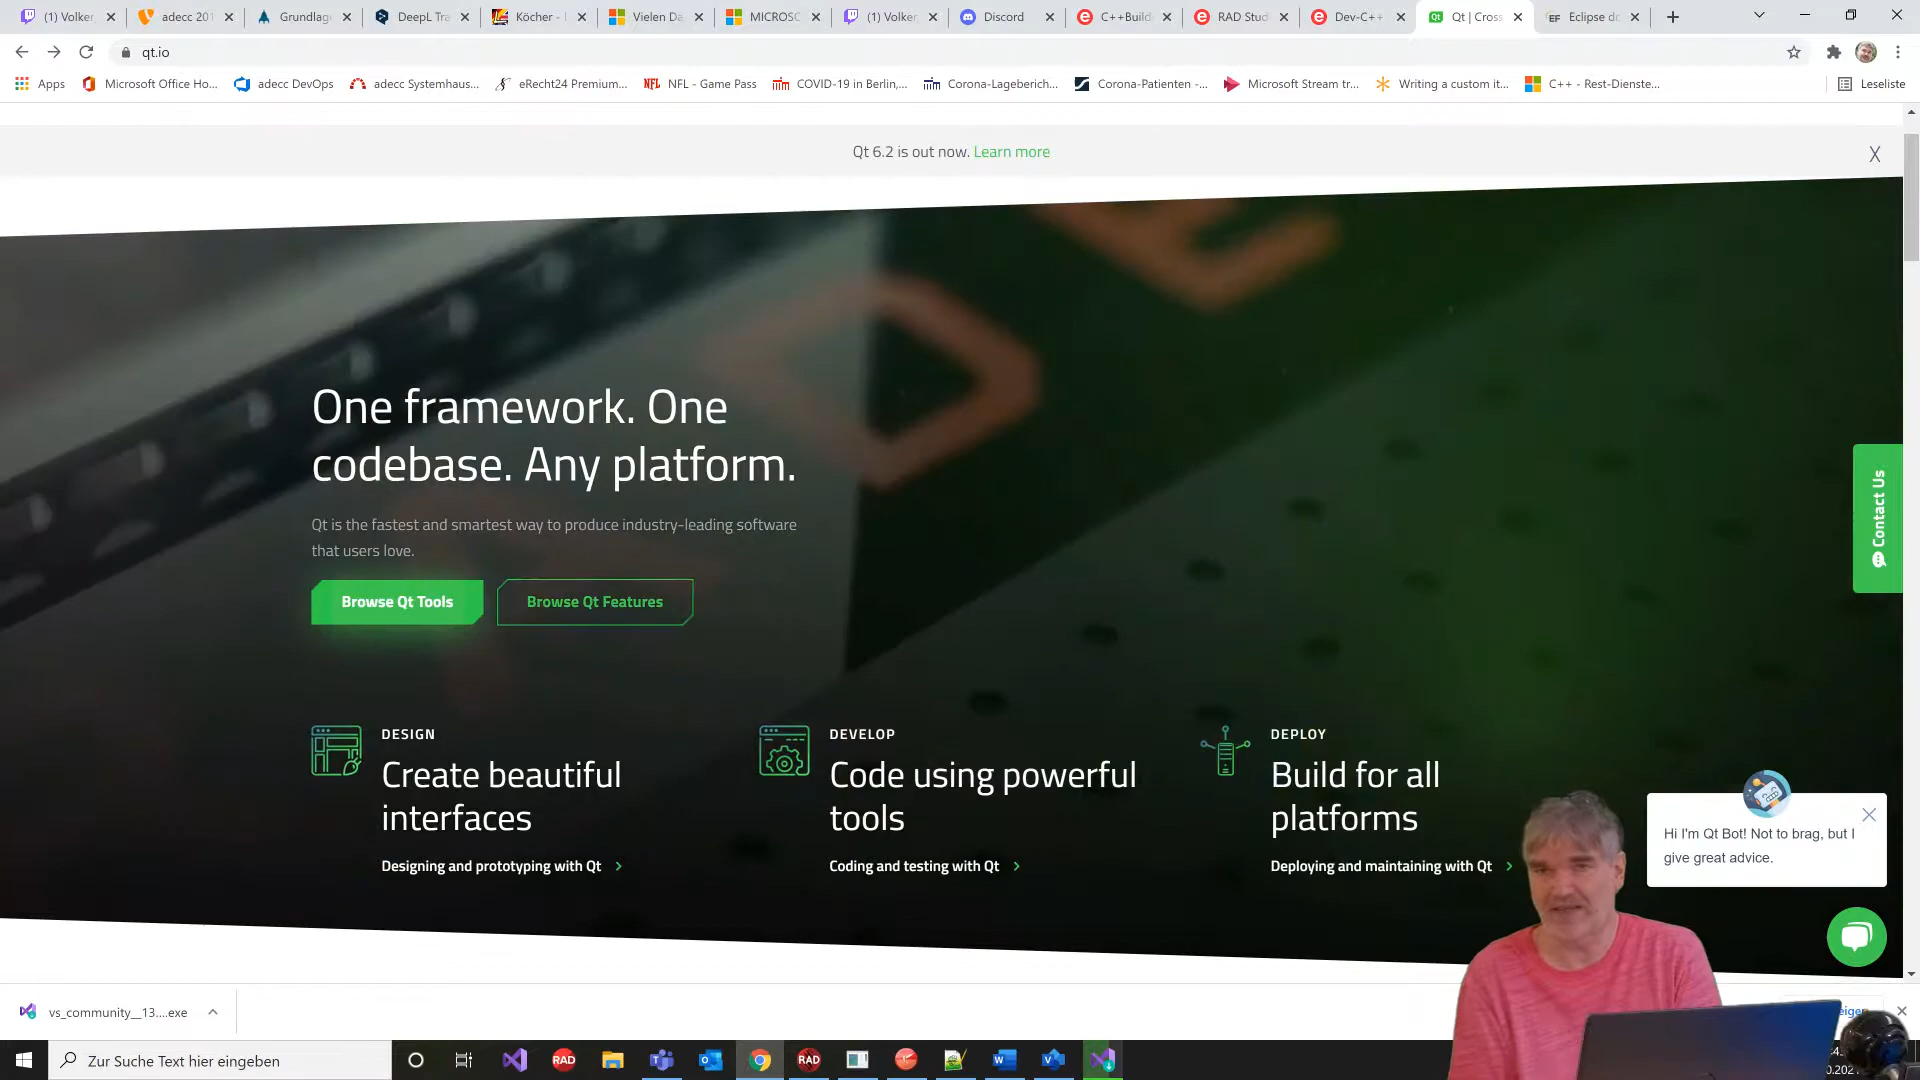 (1) Volker
adecc 201
Grundlag
DeepL Tra
Köcher -
Vielen Da
MICROSC
(1) Volker
Discord
C++Build
RAD Stud
Dev-C++
Qt | Cross
Eclipse do
qt.io
Apps
Microsoft Office Ho...
adecc DevOps
adecc Systemhaus...
eRecht24 Premium...
NFL - Game Pass
COVID-19 in Berlin,...
Corona-Lageberich...
Corona-Patienten -...
Microsoft Stream tr...
Writing a custom it...
C++ - Rest-Dienste...
Leseliste
Qt 6.2 is out now. Learn more
X
One framework. One
codebase. Any platform.
Qt is the fastest and smartest way to produce industry-leading software
that users love.
Browse Qt Tools
Browse Qt Features
Contact Us
DESIGN
Create beautiful
interfaces
Designing and prototyping with Qt
DEVELOP
Code using powerful
tools
Coding and testing with Qt
DEPLOY
Build for all
platforms
Deploying and maintaining with Qt
Hi I'm Qt Bot! Not to brag, but I
give great advice.
vs_community__13....exe
Zur Suche Text hier eingeben
RAD
RAD